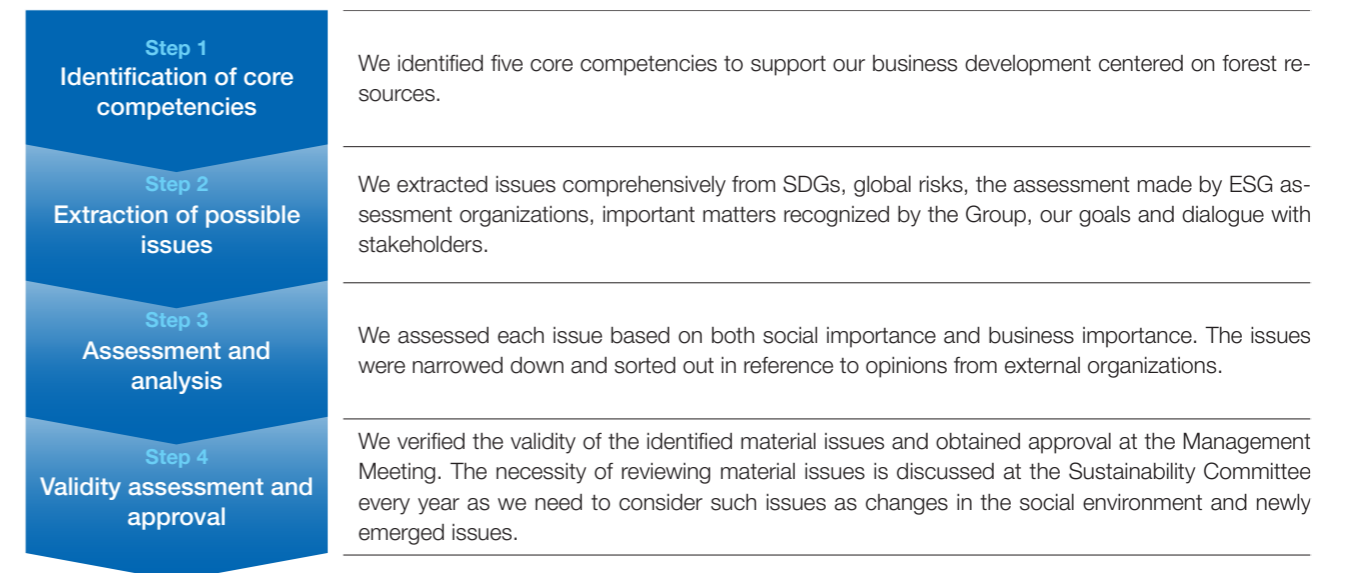 Step 1
Identification of core
competencies
We identified five core competencies to support our business development centered on forest re-
sources.
Step 2
Extraction of possible
issues
We extracted issues comprehensively from SDGs, global risks, the assessment made by ESG as-
sessment organizations, important matters recognized by the Group, our goals and dialogue with
stakeholders.
Step 3
Assessment and
analysis
We assessed each issue based on both social importance and business importance. The issues
were narrowed down and sorted out in reference to opinions from external organizations.
Step 4
Validity assessment and
approval
We verified the validity of the identified material issues and obtained approval at the Management
Meeting. The necessity of reviewing material issues is discussed at the Sustainability Committee
every year as we need to consider such issues as changes in the social environment and newly
emerged issues.